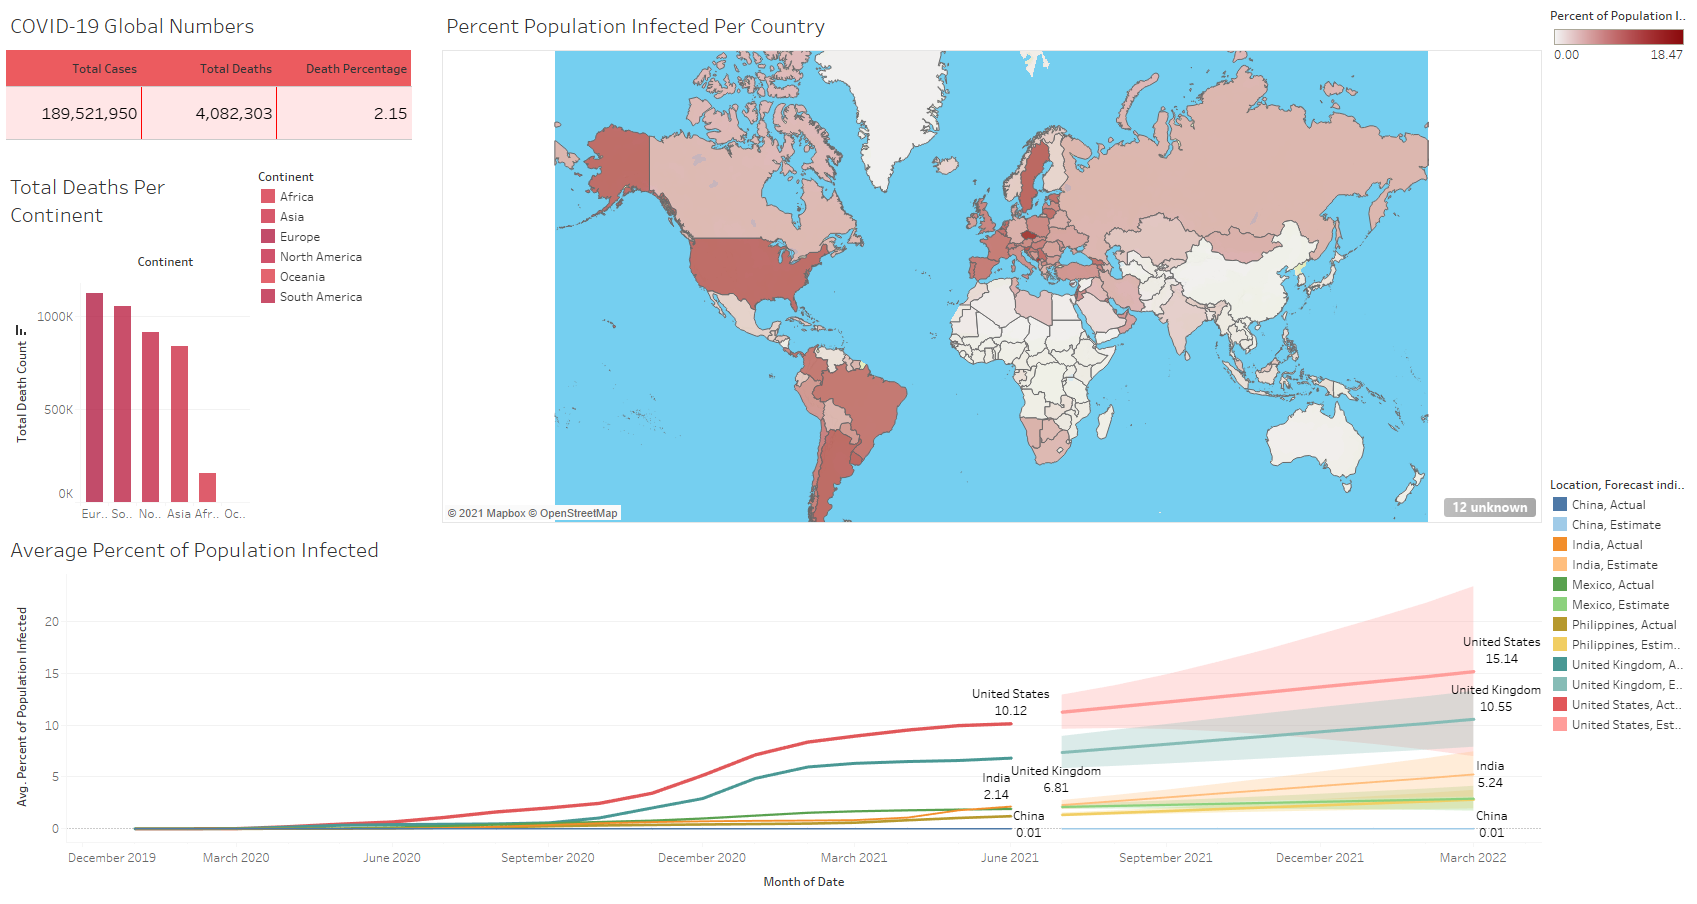 COVID-19 Global Numbers
Total Cases Total Deaths Death Percentage
189,521,950 4,082,303 2.15
Total Deaths Per
Continent
Continent
Africa
Asia
Europe
North America
Oceania
South America
Continent
Total Death Count
1000K
500K
0K
Eur.. So.. No.. Asia Afr.. Oc..
Percent Population Infected Per Country
© 2021 Mapbox © OpenStreetMap
12 unknown
Percent of Population I..
0.00 18.47
Average Percent of Population Infected
Avg. Percent of Population Infected
20
15
10
5
0
United States
10.12
United Kingdom
6.81
India
2.14
China
0.01
United States
15.14
United Kingdom
10.55
India
5.24
China
0.01
December 2019 March 2020 June 2020 September 2020 December 2020 March 2021 June 2021 September 2021 December 2021 March 2022
Month of Date
Location, Forecast indi..
China, Actual
China, Estimate
India, Actual
India, Estimate
Mexico, Actual
Mexico, Estimate
Philippines, Actual
Philippines, Estim..
United Kingdom, A..
United Kingdom, E..
United States, Act..
United States, Est..